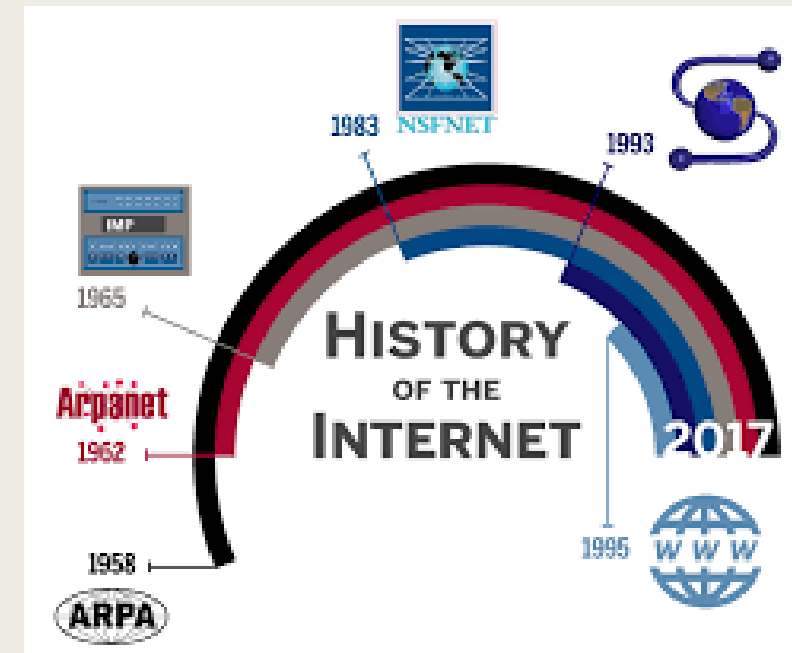 NSFNET
1983
1993
IMP
1965
HISTORY
OF THE
INTERNET
Arpanet
1962
2017
1958
ARPA
1995
W W W